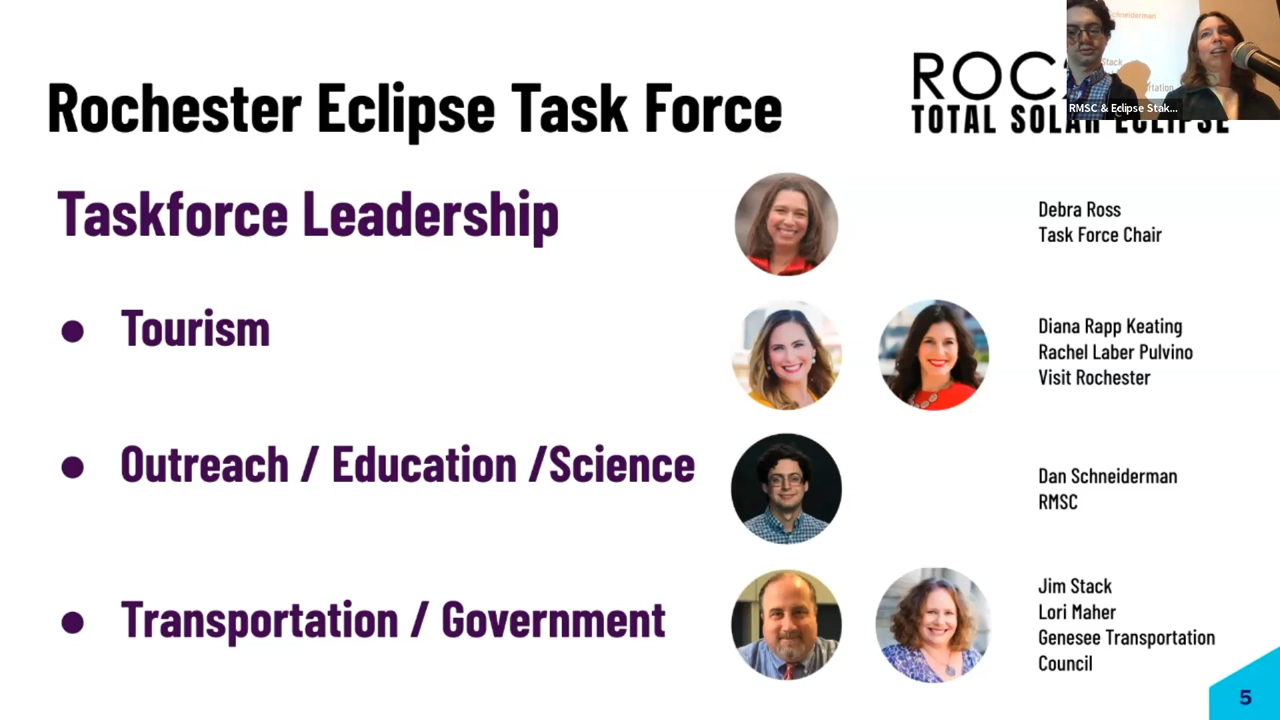 Rochester Eclipse Task Force
ROC
TOTAL SOLAR ECLIPSE
Schneiderman
Stack
RMSC & Eclipse Stak...
Taskforce Leadership
Debra Ross
Task Force Chair
● Tourism
Diana Rapp Keating
Rachel Laber Pulvino
Visit Rochester
● Outreach / Education /Science
Dan Schneiderman
RMSC
● Transportation / Government
Jim Stack
Lori Maher
Genesee Transportation
Council
5